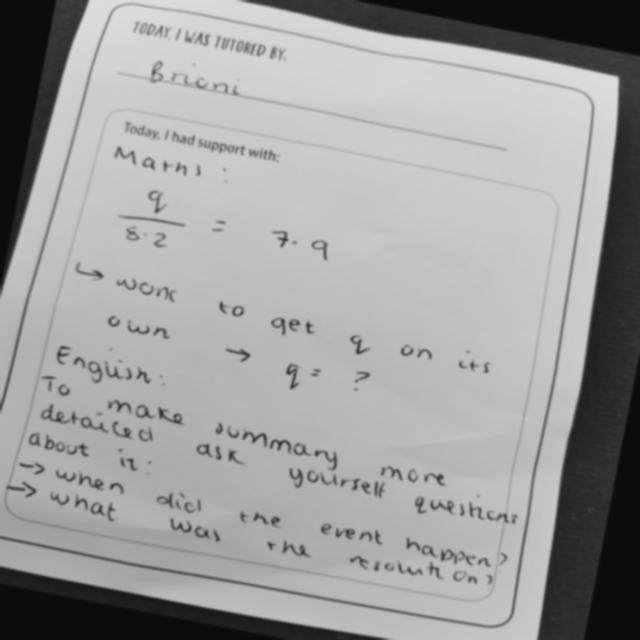 TODAY, I WAS TUTORED BY:
Brioni
Today, I had support with:
Maths:
q
8.2 = 7.9
↳ work to get q on its
own → q = ?
English:
To make summary more
detailed ask yourself questions
about it:
→ when did the event happen?
→ what was the resolution?